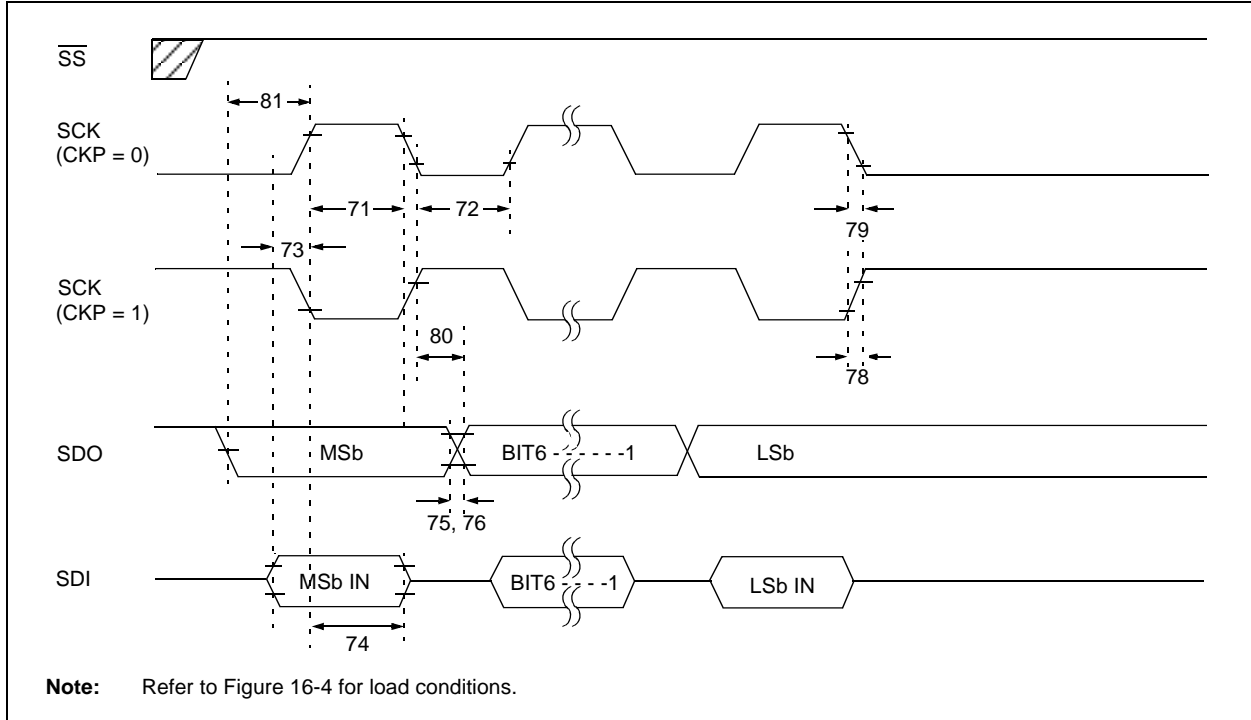 SS
81
SCK
(CKP = 0)
71
72
79
73
SCK
(CKP = 1)
80
78
SDO
MSb
BIT6 - - - - - - -1
LSb
75, 76
SDI
MSb IN
BIT6 - - - - -1
LSb IN
74
Note: Refer to Figure 16-4 for load conditions.